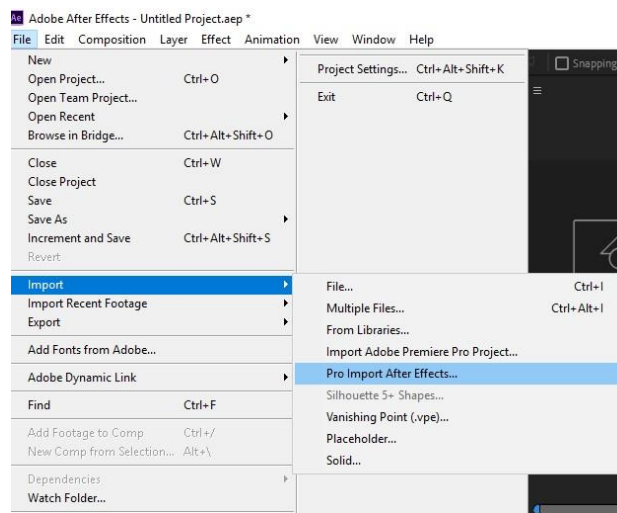 Ae Adobe After Effects - Untitled Project.aep *
File Edit Composition Layer Effect Animation View Window Help
New
Open Project... Ctrl+O
Open Team Project...
Open Recent
Browse in Bridge... Ctrl+Alt+Shift+O
Close Ctrl+W
Close Project
Save Ctrl+S
Save As
Increment and Save Ctrl+Alt+Shift+S
Revert
Import
Import Recent Footage
Export
Add Fonts from Adobe...
Adobe Dynamic Link
Find Ctrl+F
Add Footage to Comp Ctrl+/
New Comp from Selection... Alt+\
Dependencies
Watch Folder...
Project Settings... Ctrl+Alt+Shift+K
Exit Ctrl+Q
Snapping
File... Ctrl+I
Multiple Files... Ctrl+Alt+I
From Libraries...
Import Adobe Premiere Pro Project...
Pro Import After Effects...
Silhouette 5+ Shapes...
Vanishing Point (.vpe)...
Placeholder...
Solid...